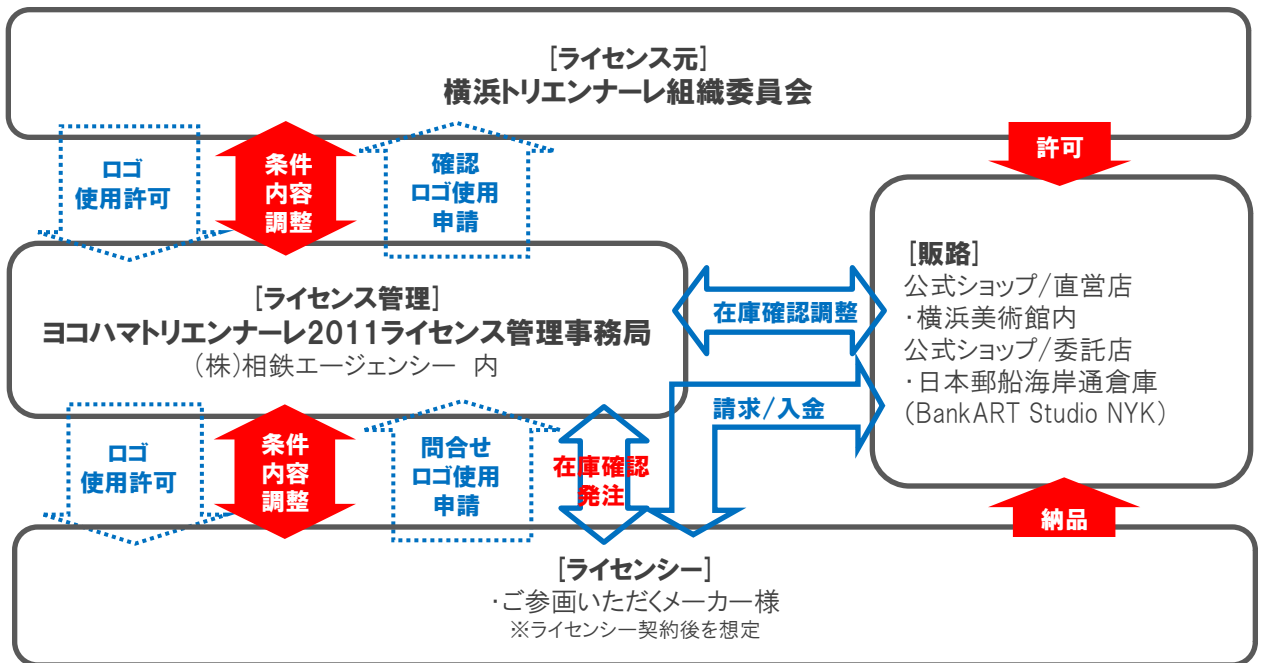 [ライセンス元]
横浜トリエンナーレ組織委員会
ロゴ
使用許可
条件
内容
調整
確認
ロゴ使用
申請
許可
[ライセンス管理]
ヨコハマトリエンナーレ2011ライセンス管理事務局
(株)相鉄エージェンシー 内
在庫確認調整
[販路]
公式ショップ/直営店
・横浜美術館内
公式ショップ/委託店
・日本郵船海岸通倉庫
(BankART Studio NYK)
ロゴ
使用許可
条件
内容
調整
問合せ
ロゴ使用
申請
在庫確認
発注
請求/入金
納品
[ライセンシー]
・ご参画いただくメーカー様
※ライセンシー契約後を想定